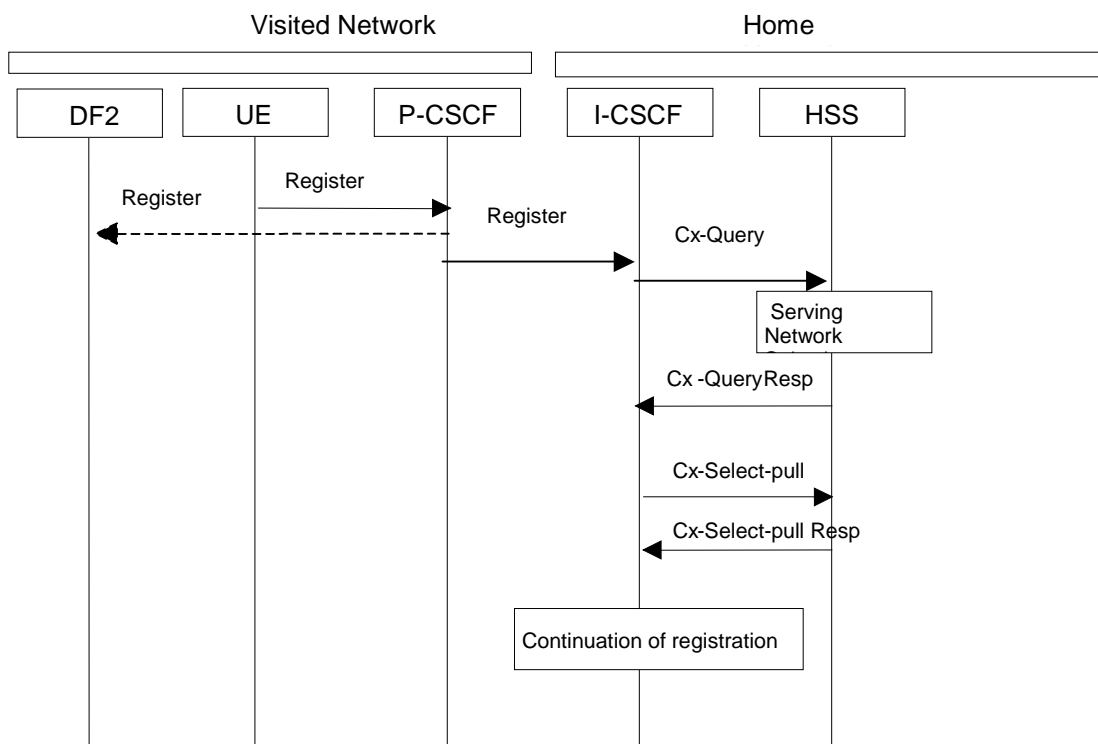 Visited Network
Home
DF2
UE
P-CSCF
I-CSCF
HSS
Register
Register
Register
Cx-Query
Serving
Network
Cx -QueryResp
Cx-Select-pull
Cx-Select-pull Resp
Continuation of registration